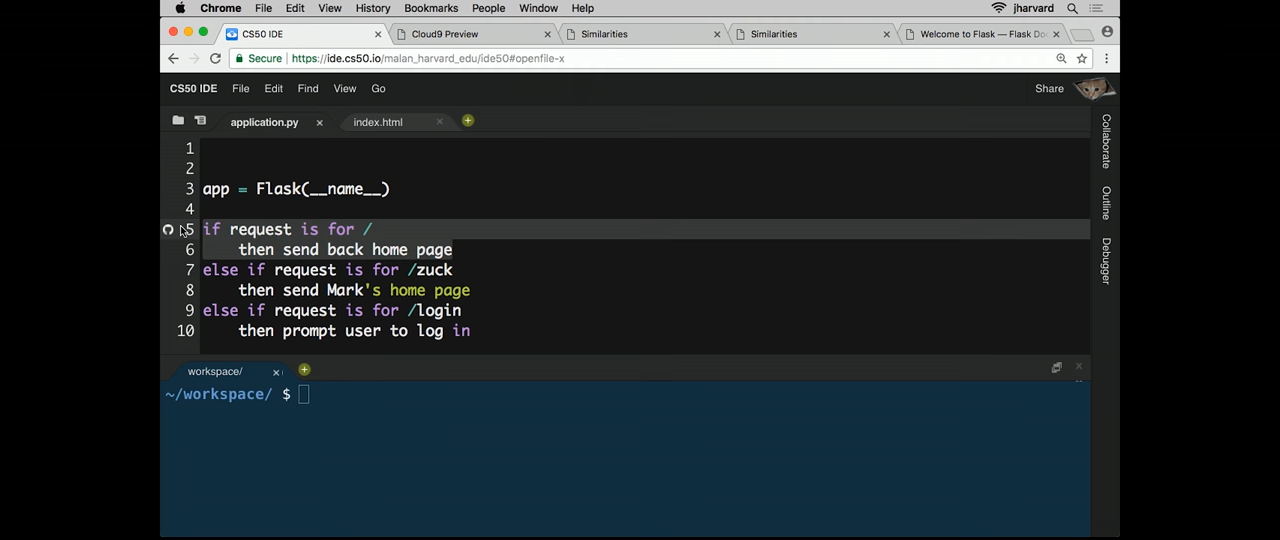 Chrome File Edit View History Bookmarks People Window Help jharvard
CS50 IDE Cloud9 Preview Similarities Similarities Welcome to Flask — Flask Doc
Secure https://ide.cs50.io/malan_harvard_edu/ide50#openfile-x
CS50 IDE File Edit Find View Go Share
application.py index.html
Collaborate
Outline
Debugger
1
2
3 app = Flask(__name__)
4
5 if request is for /
6 then send back home page
7 else if request is for /zuck
8 then send Mark's home page
9 else if request is for /login
10 then prompt user to log in
workspace/
~/workspace/ $